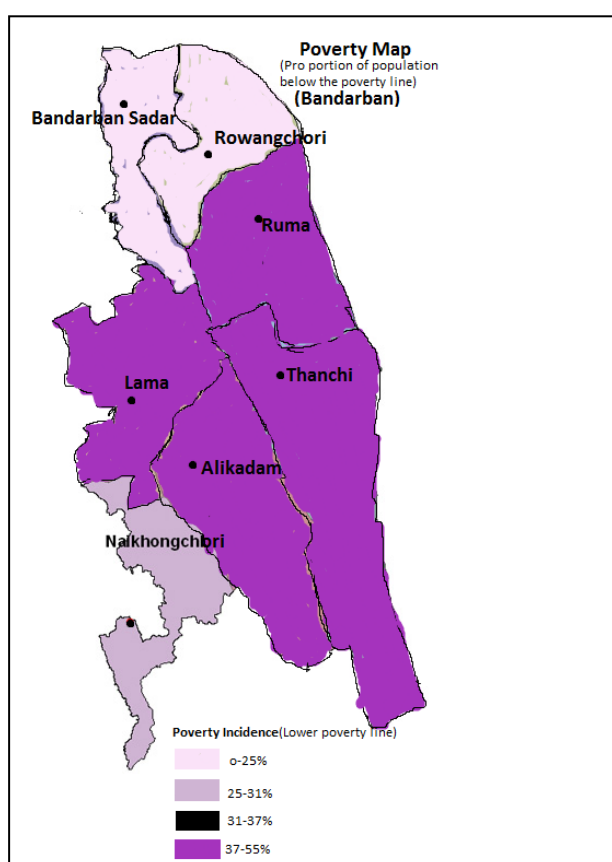 Poverty Map
(Pro portion of population
below the poverty line)
(Bandarban)
Bandarban Sadar
Rowangchori
Ruma
Thanchi
Lama
Alikadam
Naikhongchhri
Poverty Incidence(Lower poverty line)
o-25%
25-31%
31-37%
37-55%